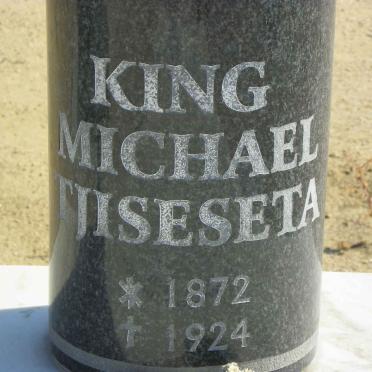 KING
MICHAEL
TJISESETA
* 1872
† 1924